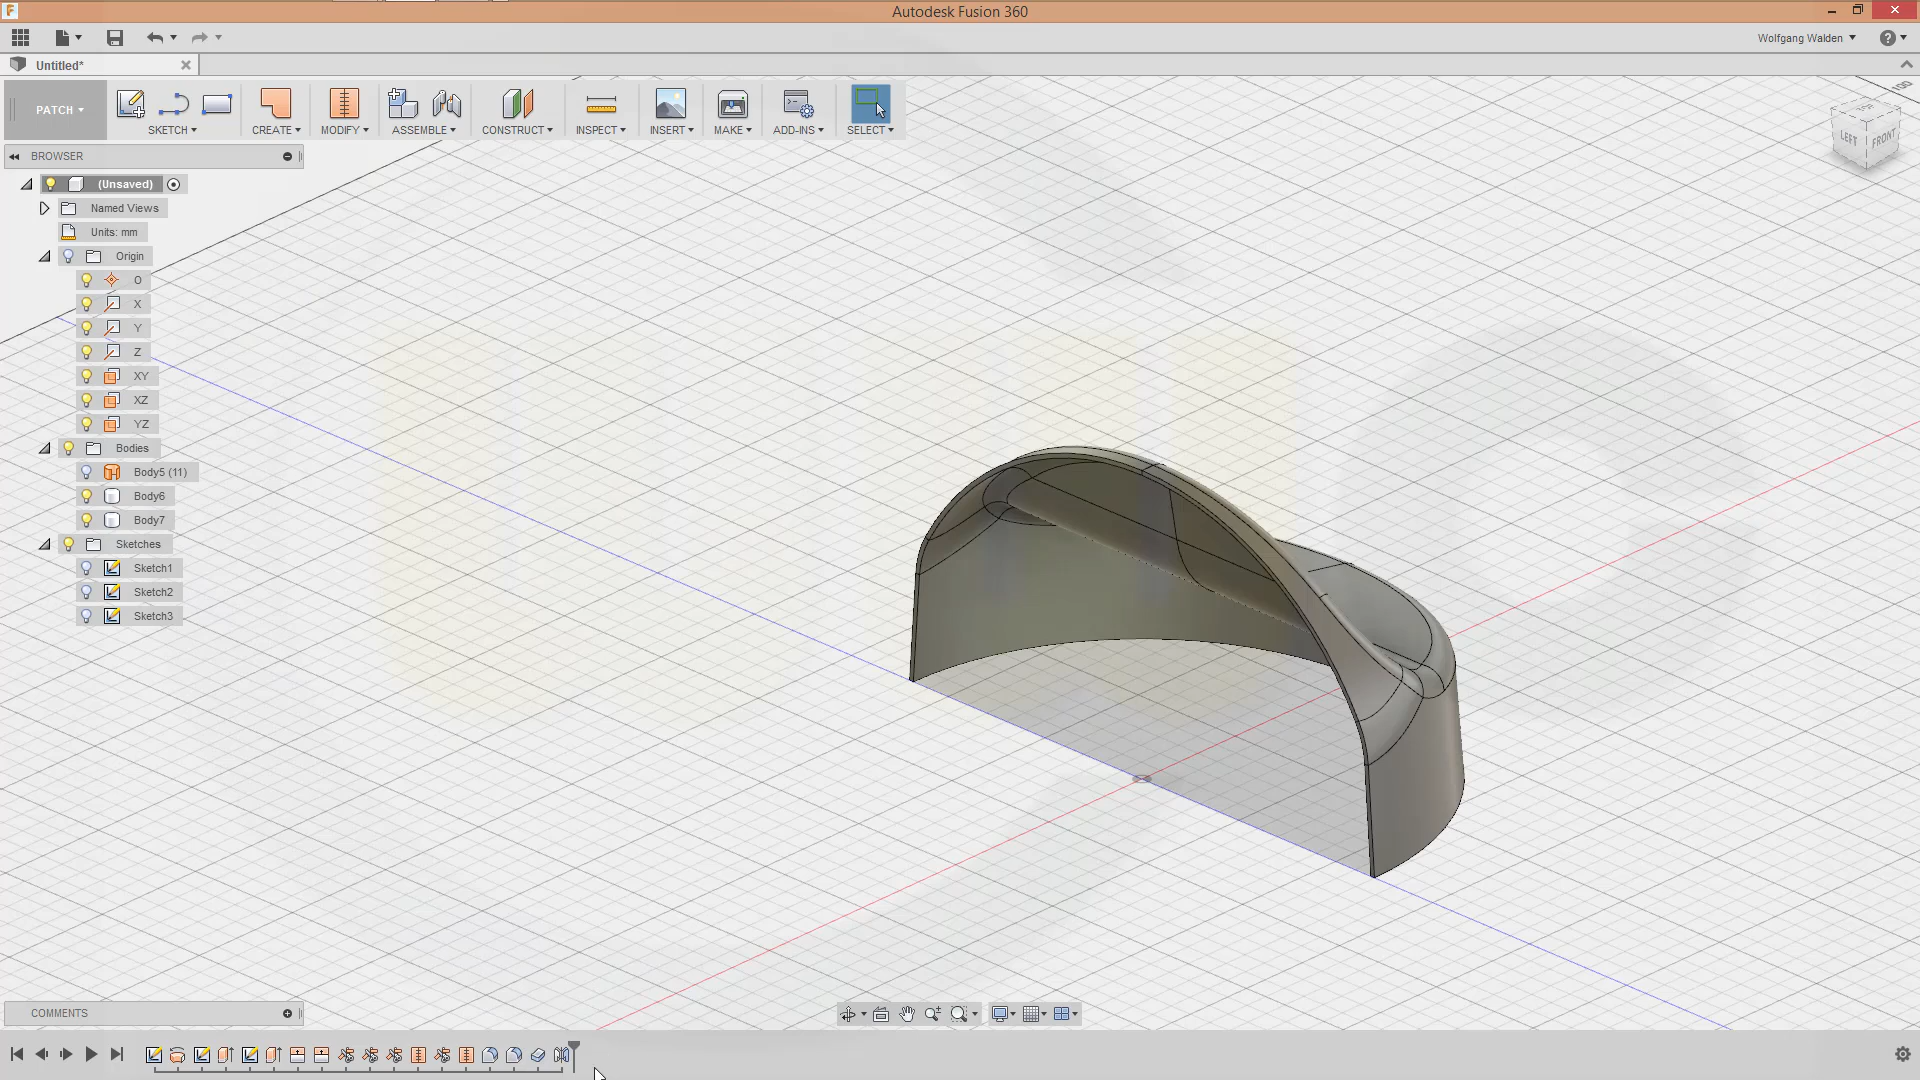 Autodesk Fusion 360
Wolfgang Walden
Untitled*
PATCH
SKETCH
CREATE
MODIFY
ASSEMBLE
CONSTRUCT
INSPECT
INSERT
MAKE
ADD-INS
SELECT
100
TOP
LEFT
FRONT
BROWSER
(Unsaved)
Named Views
Units: mm
Origin
O
X
Y
Z
XY
XZ
YZ
Bodies
Body5 (11)
Body6
Body7
Sketches
Sketch1
Sketch2
Sketch3
COMMENTS